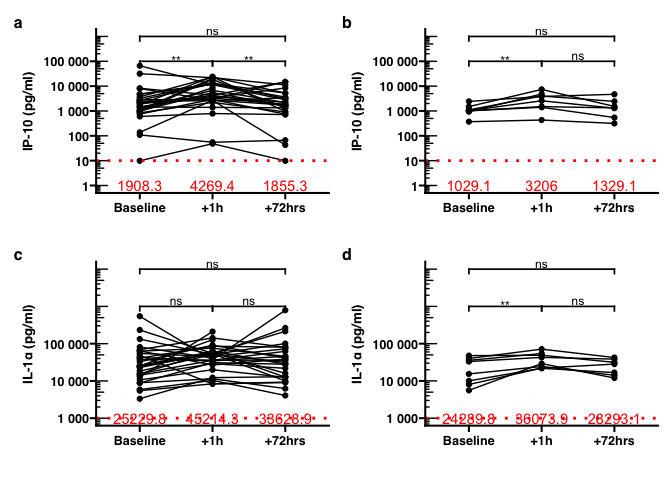 a
ns
** **
IP-10 (pg/ml)
100 000
10 000
1 000
100
10
1
1908.3 4269.4 1855.3
Baseline +1h +72hrs
b
ns
** ns
IP-10 (pg/ml)
100 000
10 000
1 000
100
10
1
1029.1 3206 1329.1
Baseline +1h +72hrs
c
ns
ns ns
IL-1α (pg/ml)
100 000
10 000
1 000
25229.8 45214.3 33628.9
Baseline +1h +72hrs
d
ns
** ns
IL-1α (pg/ml)
100 000
10 000
1 000
24289.8 36073.9 28293.1
Baseline +1h +72hrs